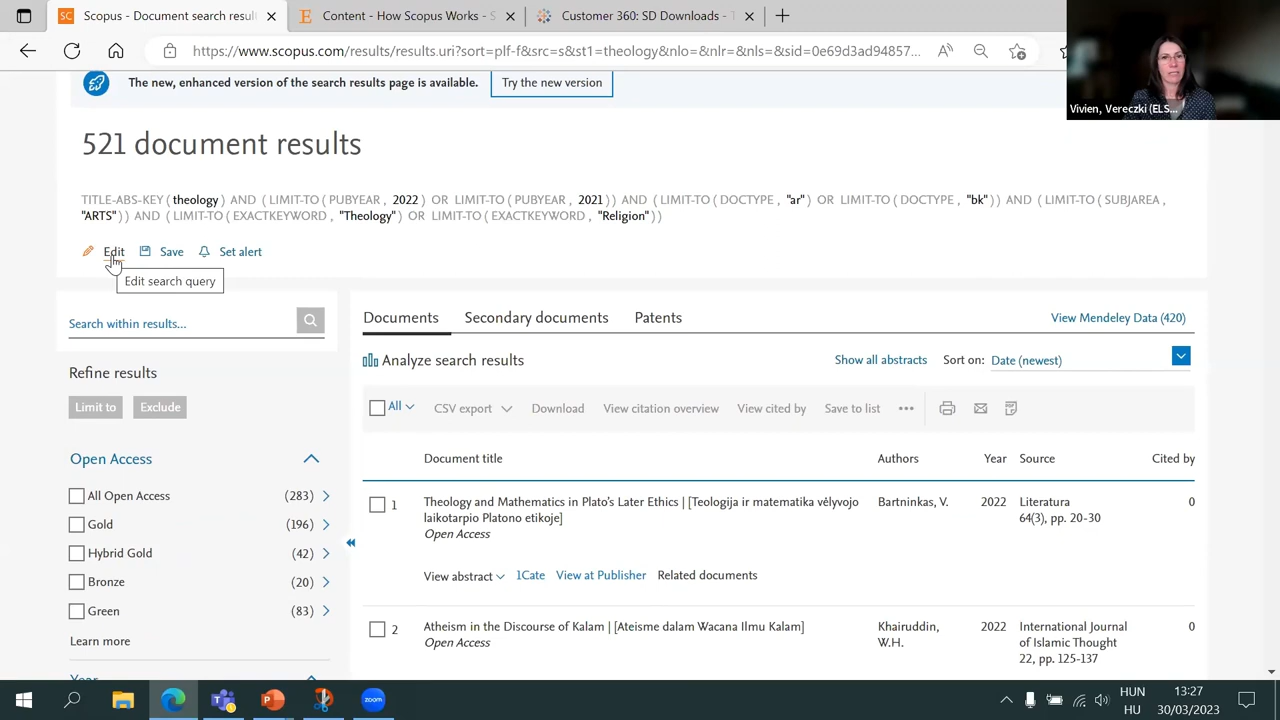 Scopus - Document search resul
Content - How Scopus Works - S
Customer 360: SD Downloads - T
https://www.scopus.com/results/results.uri?sort=plf-f&src=s&st1=theology&nlo=&nlr=&nls=&sid=0e69d3ad94857...
Vivien, Vereczki (ELS...
The new, enhanced version of the search results page is available. Try the new version
521 document results
TITLE-ABS-KEY ( theology ) AND ( LIMIT-TO ( PUBYEAR , 2022 ) OR LIMIT-TO ( PUBYEAR , 2021 ) ) AND ( LIMIT-TO ( DOCTYPE , "ar" ) OR LIMIT-TO ( DOCTYPE , "bk" ) ) AND ( LIMIT-TO ( SUBJAREA ,
"ARTS" ) ) AND ( LIMIT-TO ( EXACTKEYWORD , "Theology" ) OR LIMIT-TO ( EXACTKEYWORD , "Religion" ) )
Edit Save Set alert
Edit search query
Search within results...
Refine results
Limit to Exclude
Open Access
All Open Access (283)
Gold (196)
Hybrid Gold (42)
Bronze (20)
Green (83)
Learn more
Year
Documents Secondary documents Patents View Mendeley Data (420)
Analyze search results Show all abstracts Sort on: Date (newest)
All CSV export Download View citation overview View cited by Save to list ...
Document title Authors Year Source Cited by
1 Theology and Mathematics in Plato's Later Ethics | [Teologija ir matematika vėlyvojo Bartninkas, V. 2022 Literatura 0
laikotarpio Platono etikoje] 64(3), pp. 20-30
Open Access
View abstract 1Cate View at Publisher Related documents
2 Atheism in the Discourse of Kalam | [Ateisme dalam Wacana Ilmu Kalam] Khairuddin, 2022 International Journal 0
Open Access W.H. of Islamic Thought
22, pp. 125-137
zoom
HUN 13:27
HU 30/03/2023